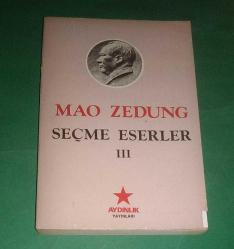 MAO ZEDUNG
SEÇME ESERLER
III
AYDINLIK
YAYINLARI